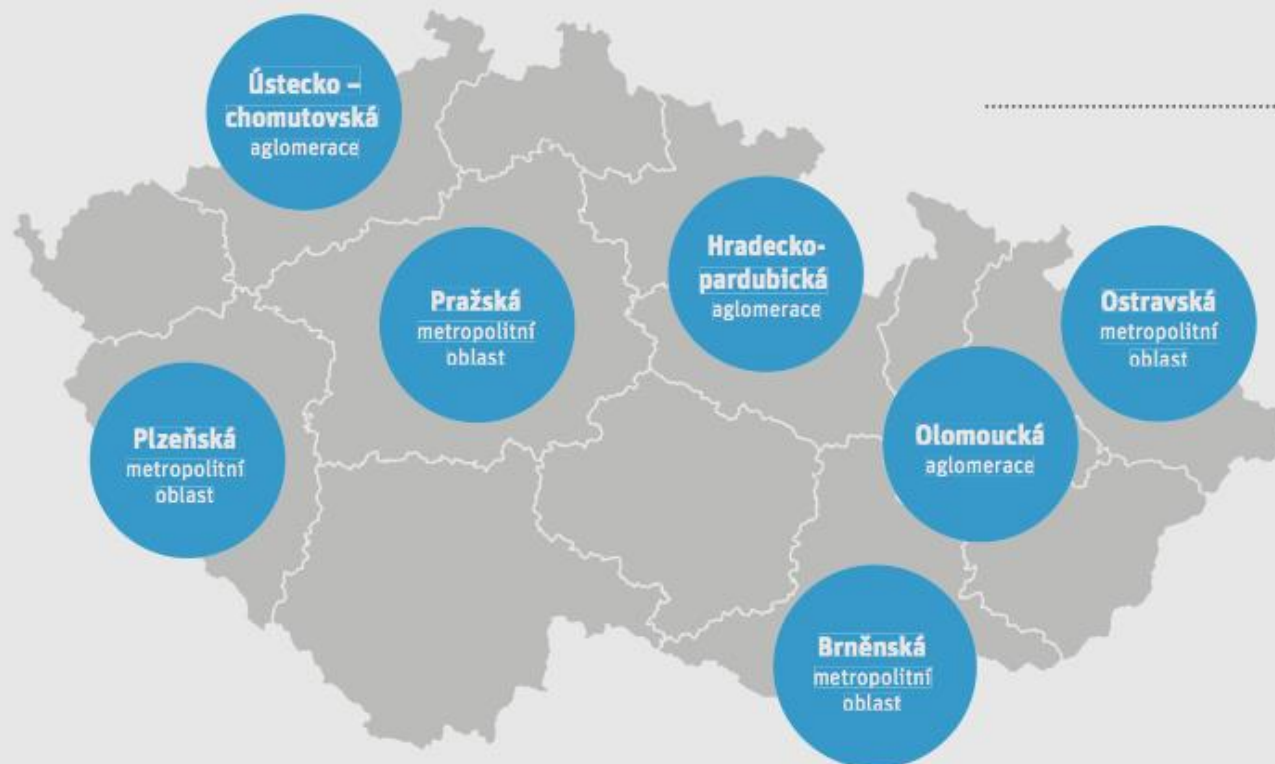 Ústecko –
chomutovská
aglomerace
Hradecko-
pardubická
aglomerace
Pražská
metropolitní
oblast
Ostravská
metropolitní
oblast
Plzeňská
metropolitní
oblast
Olomoucká
aglomerace
Brněnská
metropolitní
oblast